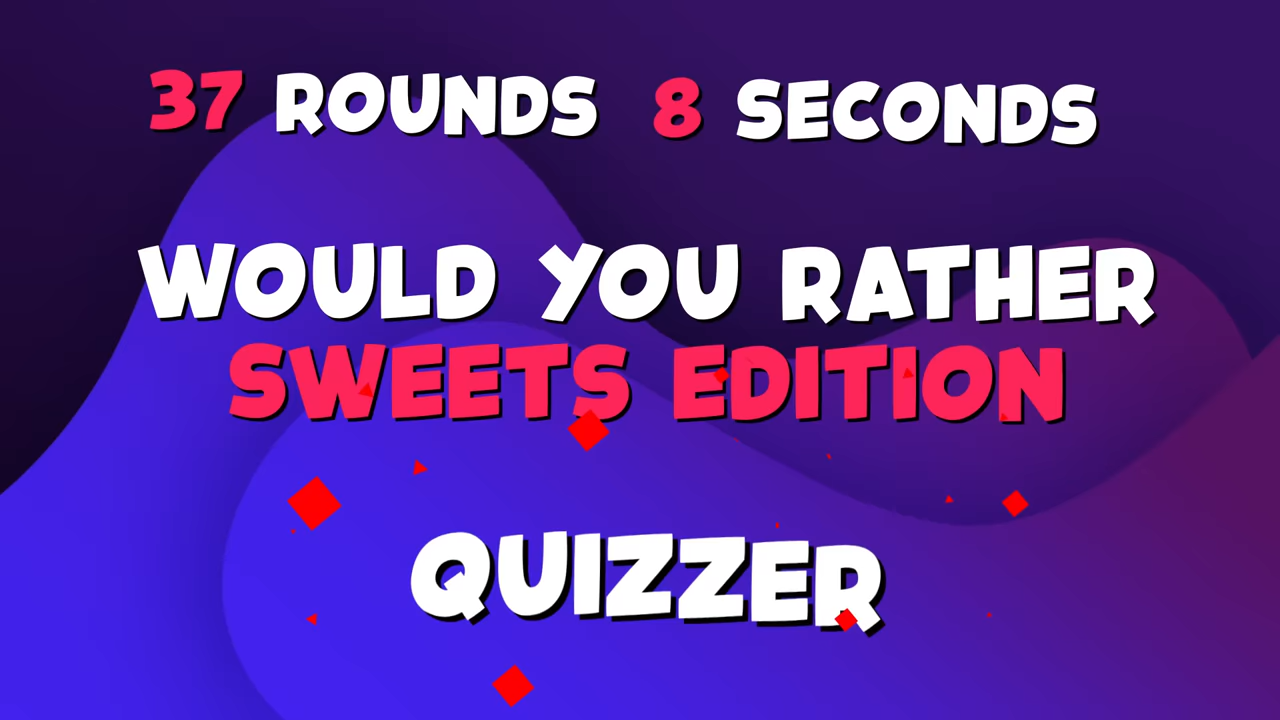 37 ROUNDS 8 SECONDS
WOULD YOU RATHER
SWEETS EDITION
QUIZZER